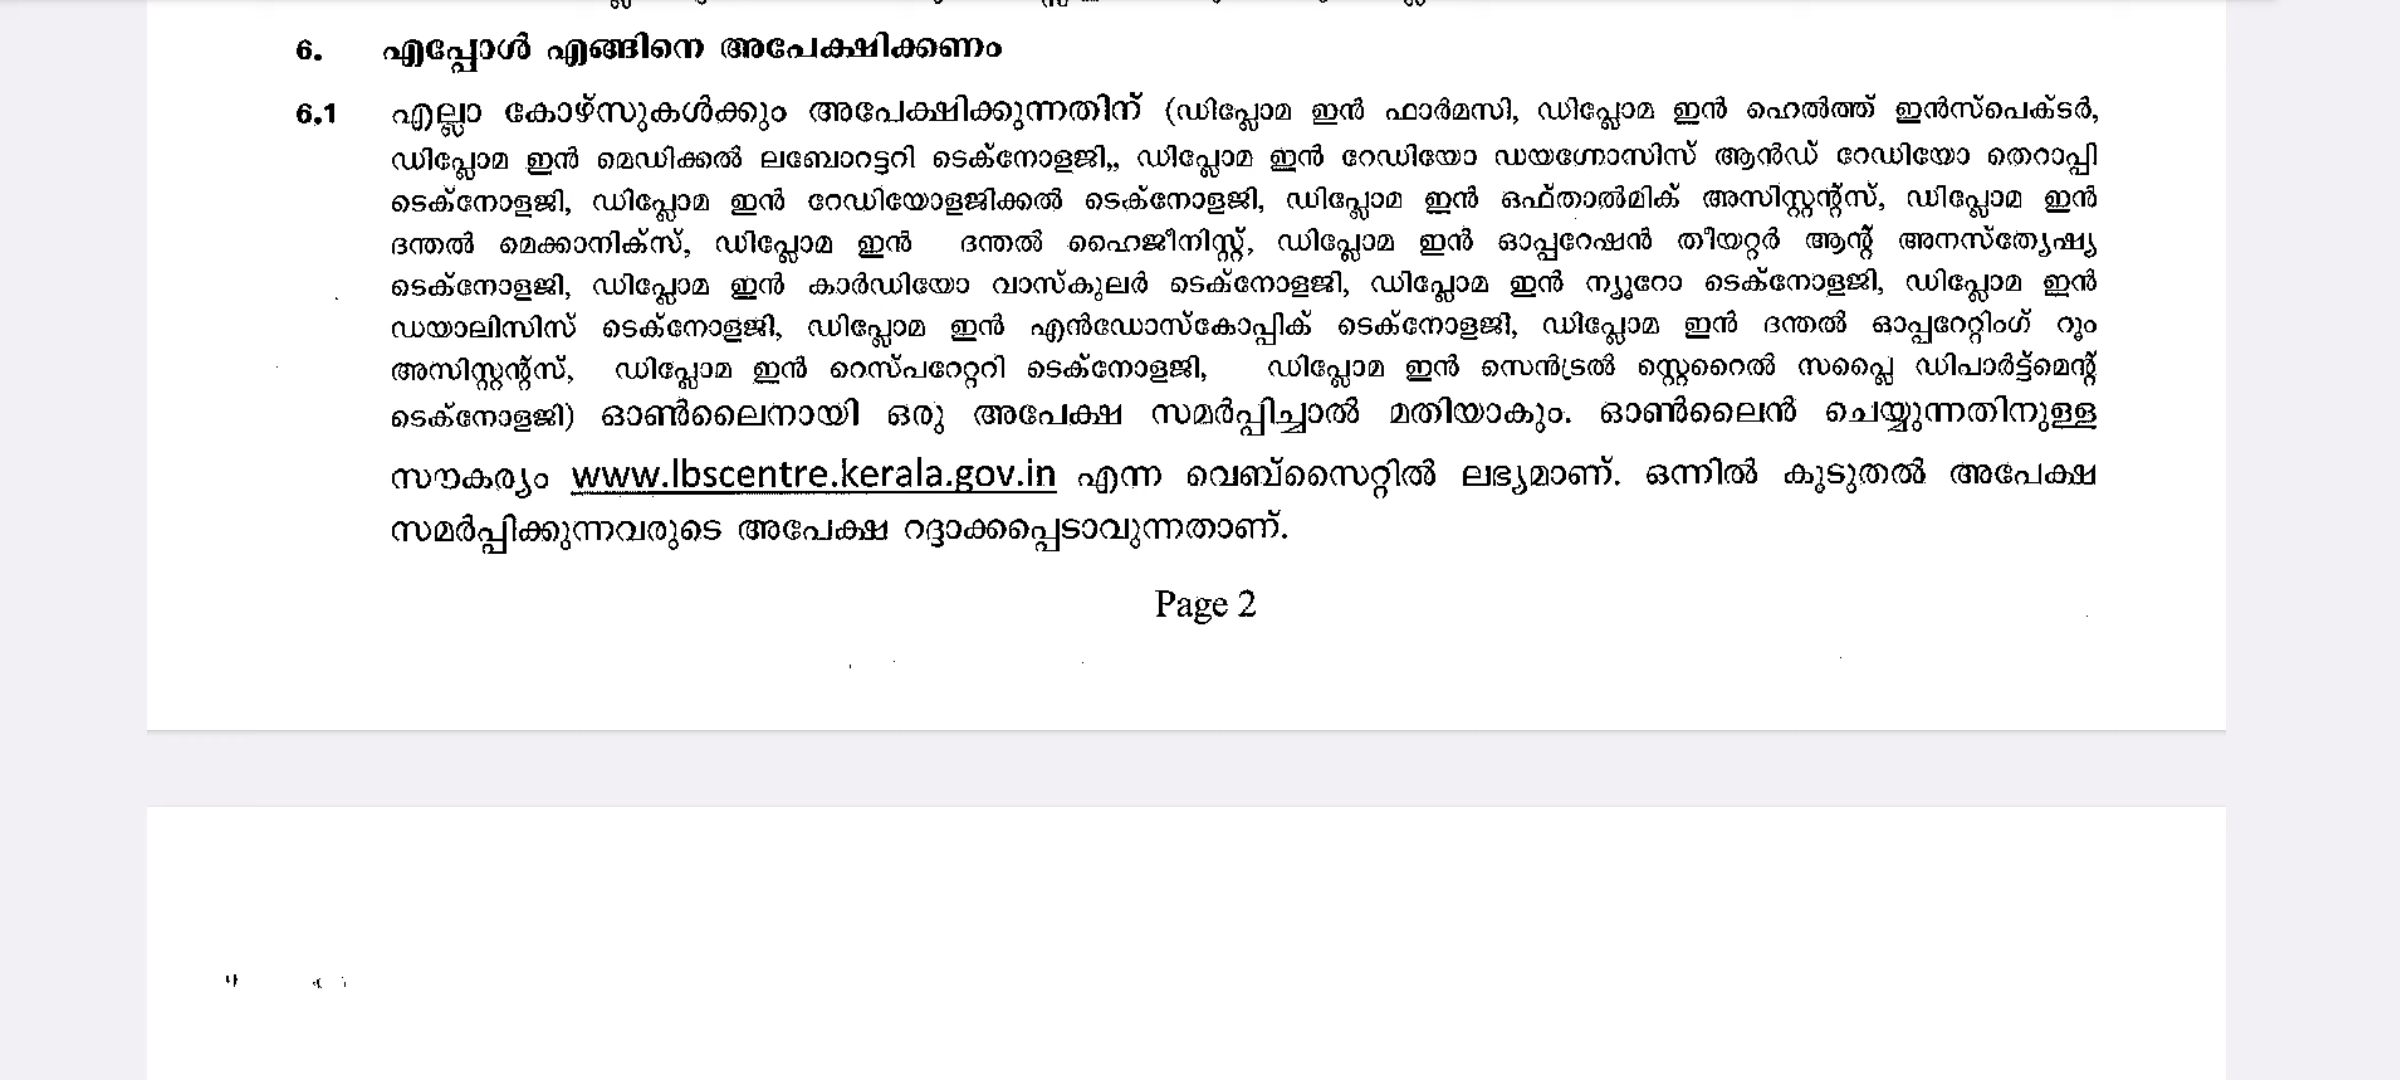 6. എപ്പോൾ എങ്ങിനെ അപേക്ഷിക്കണം
6.1 എല്ലാ കോഴ്സുകൾക്കും അപേക്ഷിക്കുന്നതിന് (ഡിപ്ലോമ ഇൻ ഫാർമസി, ഡിപ്ലോമ ഇൻ ഹെൽത്ത് ഇൻസ്പെക്ടർ,
ഡിപ്ലോമ ഇൻ മെഡിക്കൽ ലബോറട്ടറി ടെക്നോളജി,, ഡിപ്ലോമ ഇൻ റേഡിയോ ഡയഗ്നോസിസ് ആൻഡ് റേഡിയോ തെറാപ്പി
ടെക്നോളജി, ഡിപ്ലോമ ഇൻ റേഡിയോളജിക്കൽ ടെക്നോളജി, ഡിപ്ലോമ ഇൻ ഒഫ്താൽമിക് അസിസ്റ്റന്റ്സ്, ഡിപ്ലോമ ഇൻ
ദന്തൽ മെക്കാനിക്സ്, ഡിപ്ലോമ ഇൻ ദന്തൽ ഹൈജീനിസ്റ്റ്, ഡിപ്ലോമ ഇൻ ഓപ്പറേഷൻ തീയറ്റർ ആന്റ് അനസ്ത്യേഷ്യ
ടെക്നോളജി, ഡിപ്ലോമ ഇൻ കാർഡിയോ വാസ്കുലർ ടെക്നോളജി, ഡിപ്ലോമ ഇൻ ന്യൂറോ ടെക്നോളജി, ഡിപ്ലോമ ഇൻ
ഡയാലിസിസ് ടെക്നോളജി, ഡിപ്ലോമ ഇൻ എൻഡോസ്കോപ്പിക് ടെക്നോളജി, ഡിപ്ലോമ ഇൻ ദന്തൽ ഓപ്പറേറ്റിംഗ് റൂം
അസിസ്റ്റന്റ്സ്, ഡിപ്ലോമ ഇൻ റെസ്പറേറ്ററി ടെക്നോളജി, ഡിപ്ലോമ ഇൻ സെൻട്രൽ സ്റ്റെറൈൽ സപ്ലൈ ഡിപാർട്ട്മെന്റ്
ടെക്നോളജി) ഓൺലൈനായി ഒരു അപേക്ഷ സമർപ്പിച്ചാൽ മതിയാകും. ഓൺലൈൻ ചെയ്യുന്നതിനുള്ള
സൗകര്യം www.lbscentre.kerala.gov.in എന്ന വെബ്സൈറ്റിൽ ലഭ്യമാണ്. ഒന്നിൽ കൂടുതൽ അപേക്ഷ
സമർപ്പിക്കുന്നവരുടെ അപേക്ഷ റദ്ദാക്കപ്പെടാവുന്നതാണ്.
Page 2